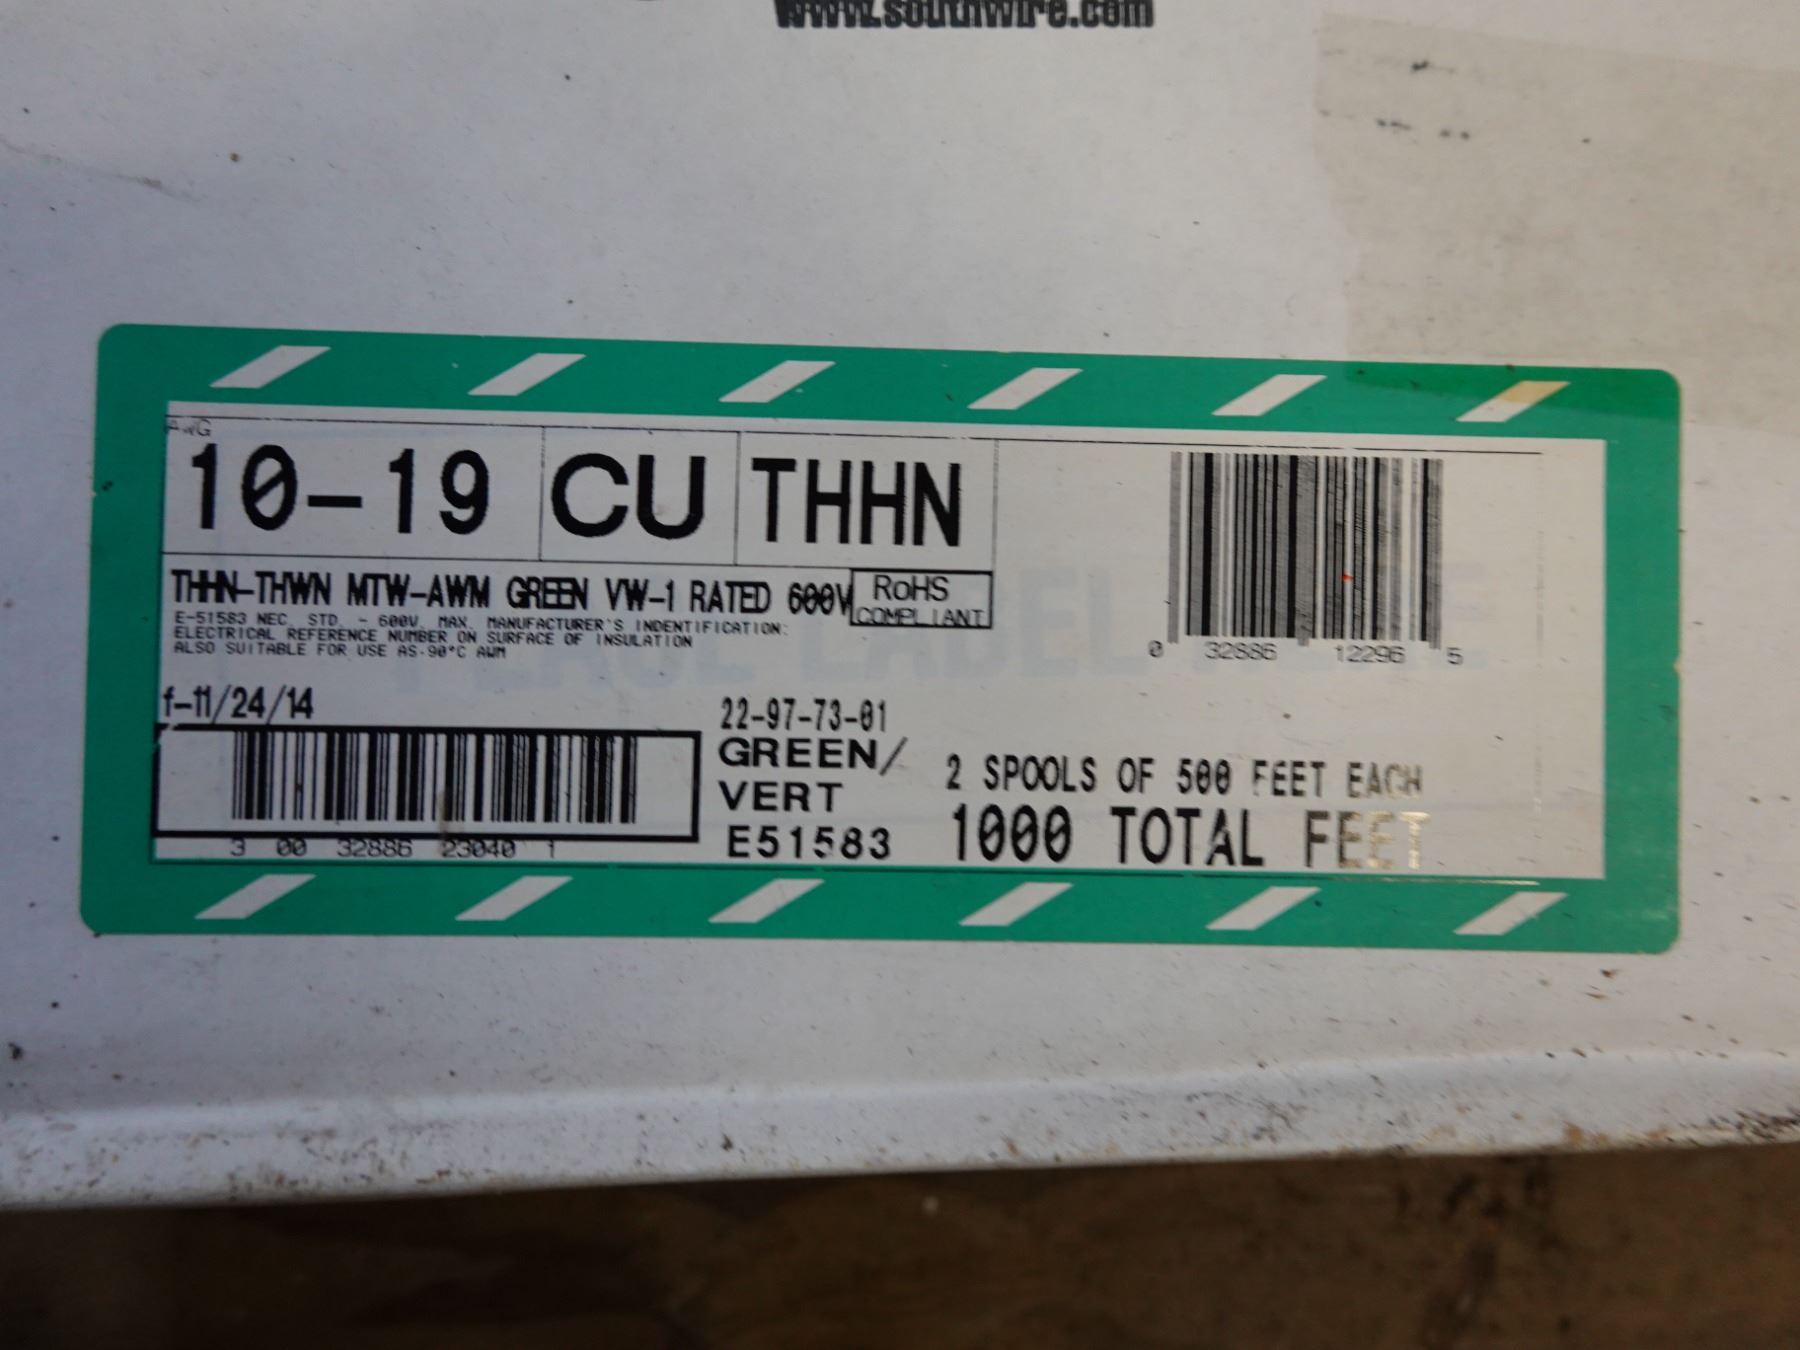 www.southwire.com
AWG
10-19 CU THHN
THHN-THWN MTW-AWM GREEN VW-1 RATED 600V RoHS COMPLIANT
E-51583 NEC. STD. - 600V. MAX. MANUFACTURER'S INDENTIFICATION:
ELECTRICAL REFERENCE NUMBER ON SURFACE OF INSULATION
ALSO SUITABLE FOR USE AS-90°C AWM
0 32886 12296 5
f-11/24/14
3 00 32886 23040 1
22-97-73-01
GREEN/
VERT
E51583
2 SPOOLS OF 500 FEET EACH
1000 TOTAL FEET